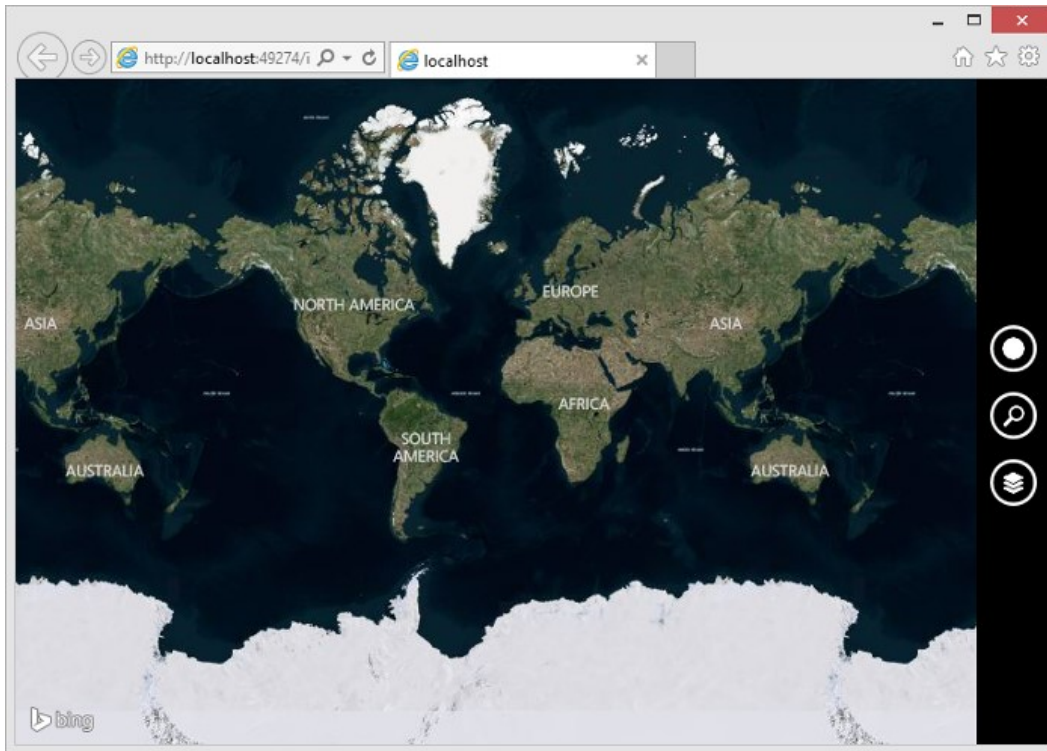 http://localhost:49274/i
localhost
NORTH AMERICA
EUROPE
ASIA
ASIA
AFRICA
SOUTH
AMERICA
AUSTRALIA
AUSTRALIA
bing